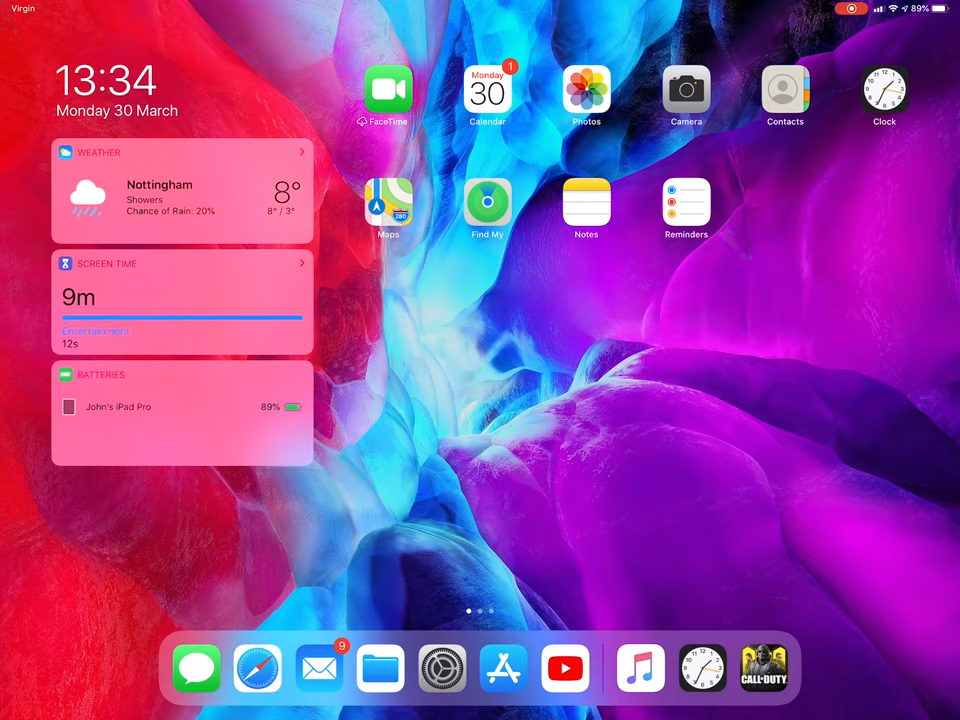 Virgin
89%
13:34
Monday 30 March
WEATHER
Nottingham
Showers
Chance of Rain: 20%
8°
8° / 3°
SCREEN TIME
9m
Entertainment
12s
BATTERIES
John's iPad Pro
89%
FaceTime
Monday
30
1
Calendar
Photos
Camera
Contacts
Clock
280
Maps
Find My
Notes
Reminders
9
CALL OF DUTY